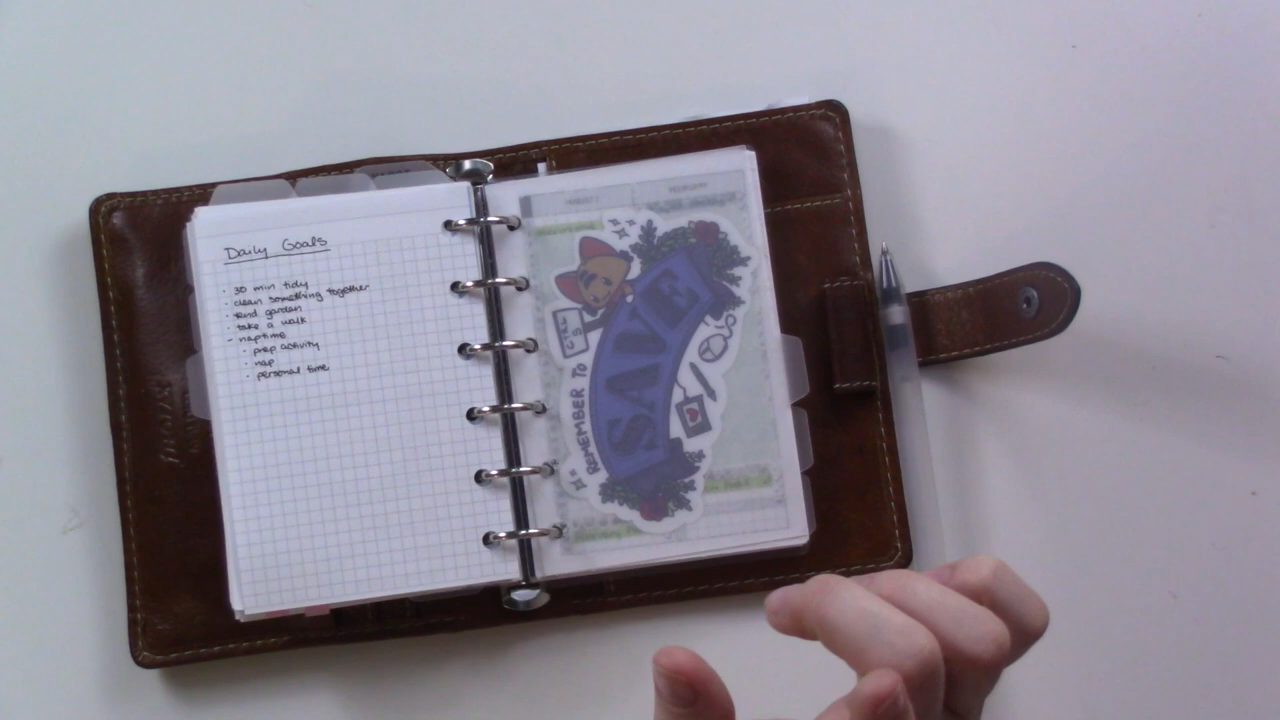 Daily Goals
· 30 min tidy
· clean something together
· tend garden
· take a walk
- naptime
· prep activity
· nap
· personal time
REMEMBER TO
SAVE
CTRL
S